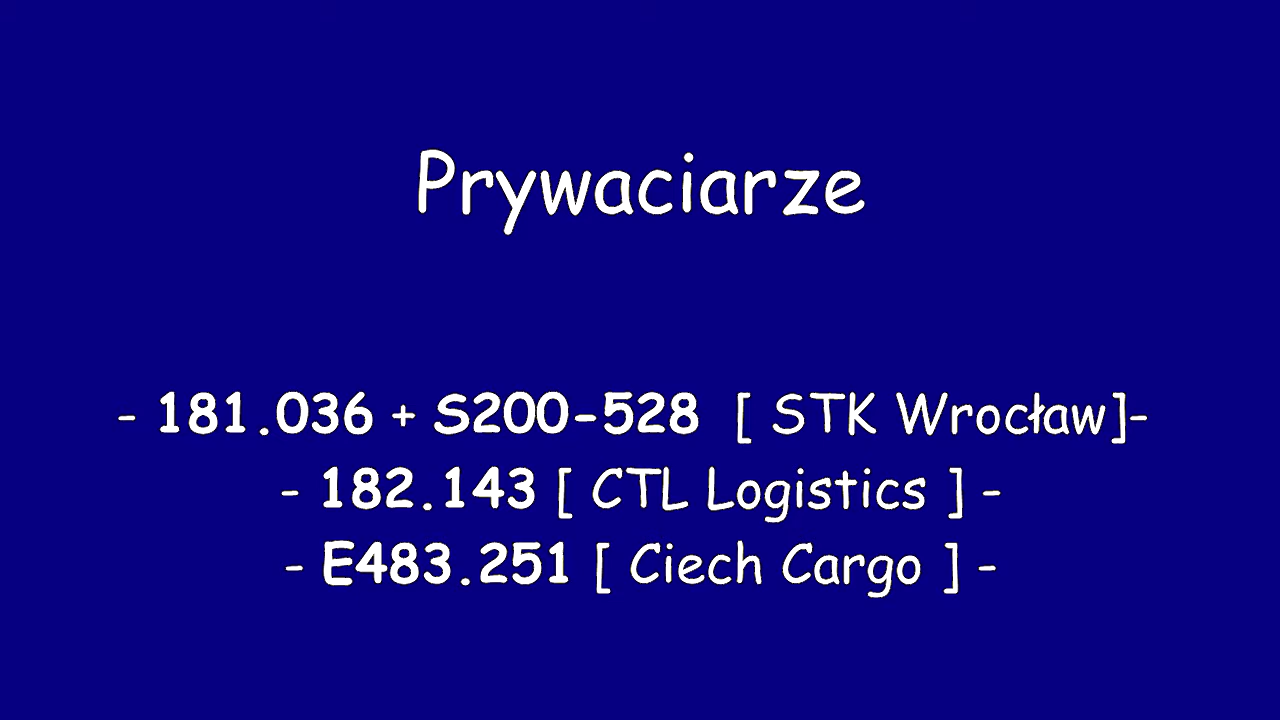 Prywaciarze
- 181.036 + S200-528 [ STK Wrocław]-
- 182.143 [ CTL Logistics ] -
- E483.251 [ Ciech Cargo ] -